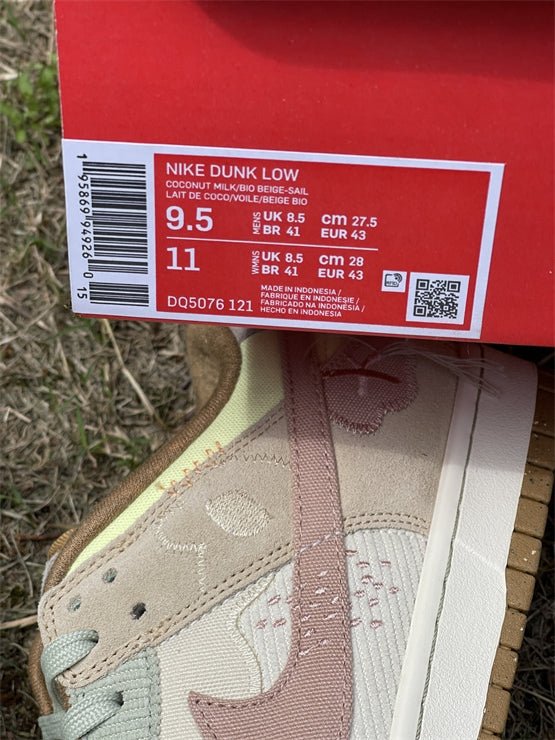 NIKE DUNK LOW
COCONUT MILK/BIO BEIGE-SAIL
LAIT DE COCO/VOILE/BEIGE BIO
9.5 MENS UK 8.5 cm 27.5
BR 41 EUR 43
11 WMNS UK 8.5 cm 28
BR 41 EUR 43
DQ5076 121
MADE IN INDONESIA /
FABRIQUE EN INDONESIE /
FABRICADO NA INDONÉSIA /
HECHO EN INDONESIA
1 95869 94926 0 15